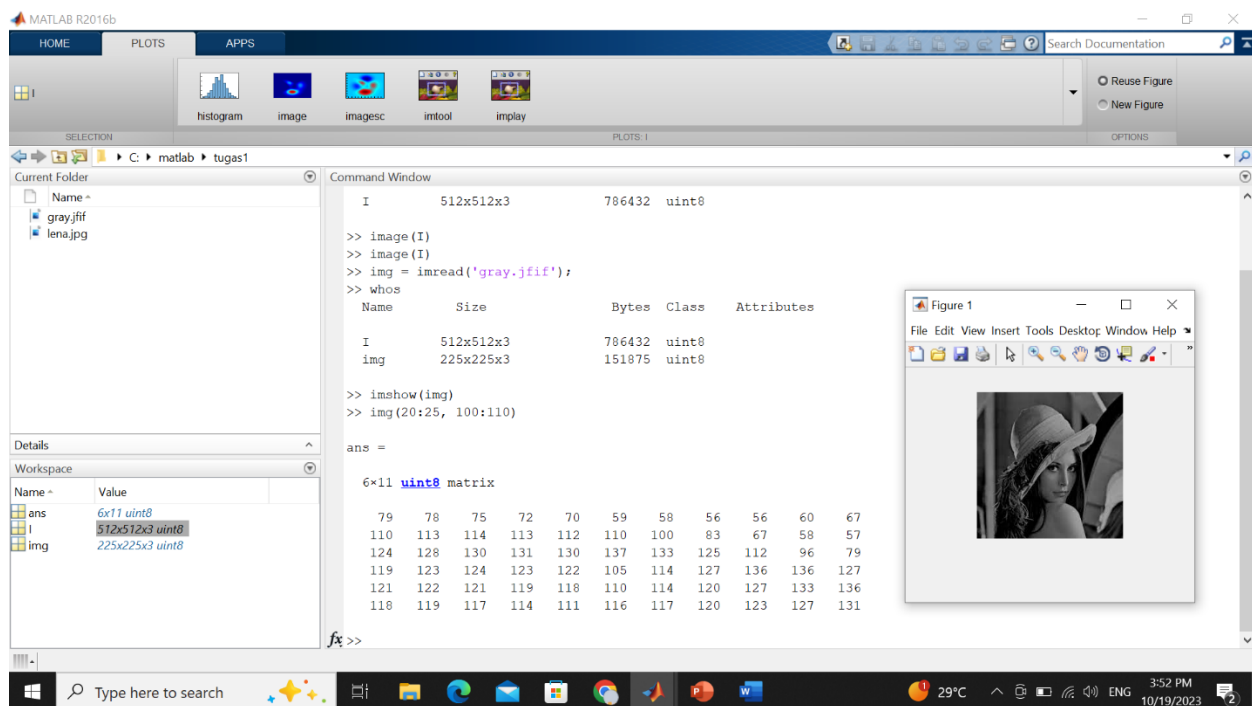 MATLAB R2016b
HOME PLOTS APPS
Search Documentation
I
histogram image imagesc imtool implay
Reuse Figure
New Figure
SELECTION PLOTS: I OPTIONS
C: matlab tugas1
Current Folder
Name
gray.jfif
lena.jpg
Details
Workspace
Name Value
ans 6x11 uint8
I 512x512x3 uint8
img 225x225x3 uint8
Command Window
I 512x512x3 786432 uint8
>> image(I)
>> image(I)
>> img = imread('gray.jfif');
>> whos
Name Size Bytes Class Attributes
I 512x512x3 786432 uint8
img 225x225x3 151875 uint8
>> imshow(img)
>> img(20:25, 100:110)
ans =
6×11 uint8 matrix
79 78 75 72 70 59 58 56 56 60 67
110 113 114 113 112 110 100 83 67 58 57
124 128 130 131 130 137 133 125 112 96 79
119 123 124 123 122 105 114 127 136 136 127
121 122 121 119 118 110 114 120 127 133 136
118 119 117 114 111 116 117 120 123 127 131
fx >>
Figure 1
File Edit View Insert Tools Desktop Window Help
Type here to search
29°C ENG 3:52 PM
10/19/2023